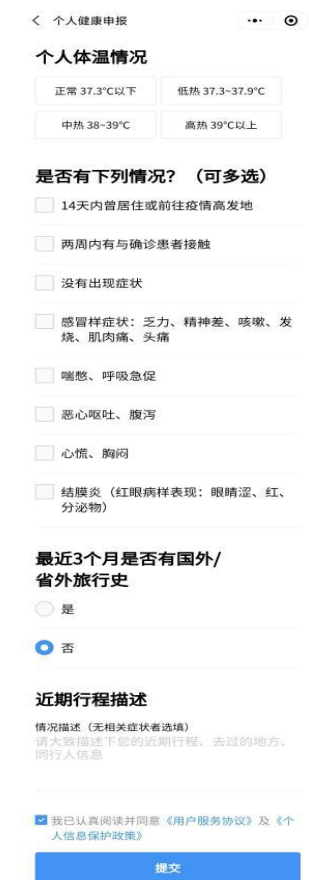 个人健康申报
个人体温情况
正常 37.3°C以下
低热 37.3~37.9°C
中热 38~39°C
高热 39°C以上
是否有下列情况？（可多选）
14天内曾居住或前往疫情高发地
两周内有与确诊患者接触
没有出现症状
感冒样症状：乏力、精神差、咳嗽、发
烧、肌肉痛、头痛
喘憋、呼吸急促
恶心呕吐、腹泻
心慌、胸闷
结膜炎（红眼病样表现：眼睛涩、红、
分泌物）
最近3个月是否有国外/
省外旅行史
是
否
近期行程描述
情况描述（无相关症状者选填）
请大致描述下您的近期行程、去过的地方、
同行人信息
我已认真阅读并同意《用户服务协议》及《个
人信息保护政策》
提交